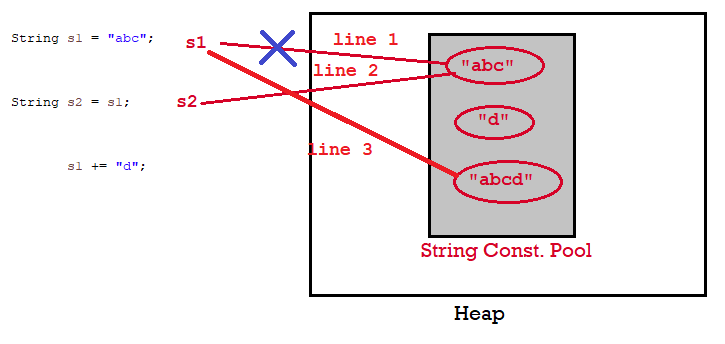 String s1 = "abc";
s1
line 1
"abc"
line 2
String s2 = s1;
s2
"d"
line 3
s1 += "d";
"abcd"
String Const. Pool
Heap